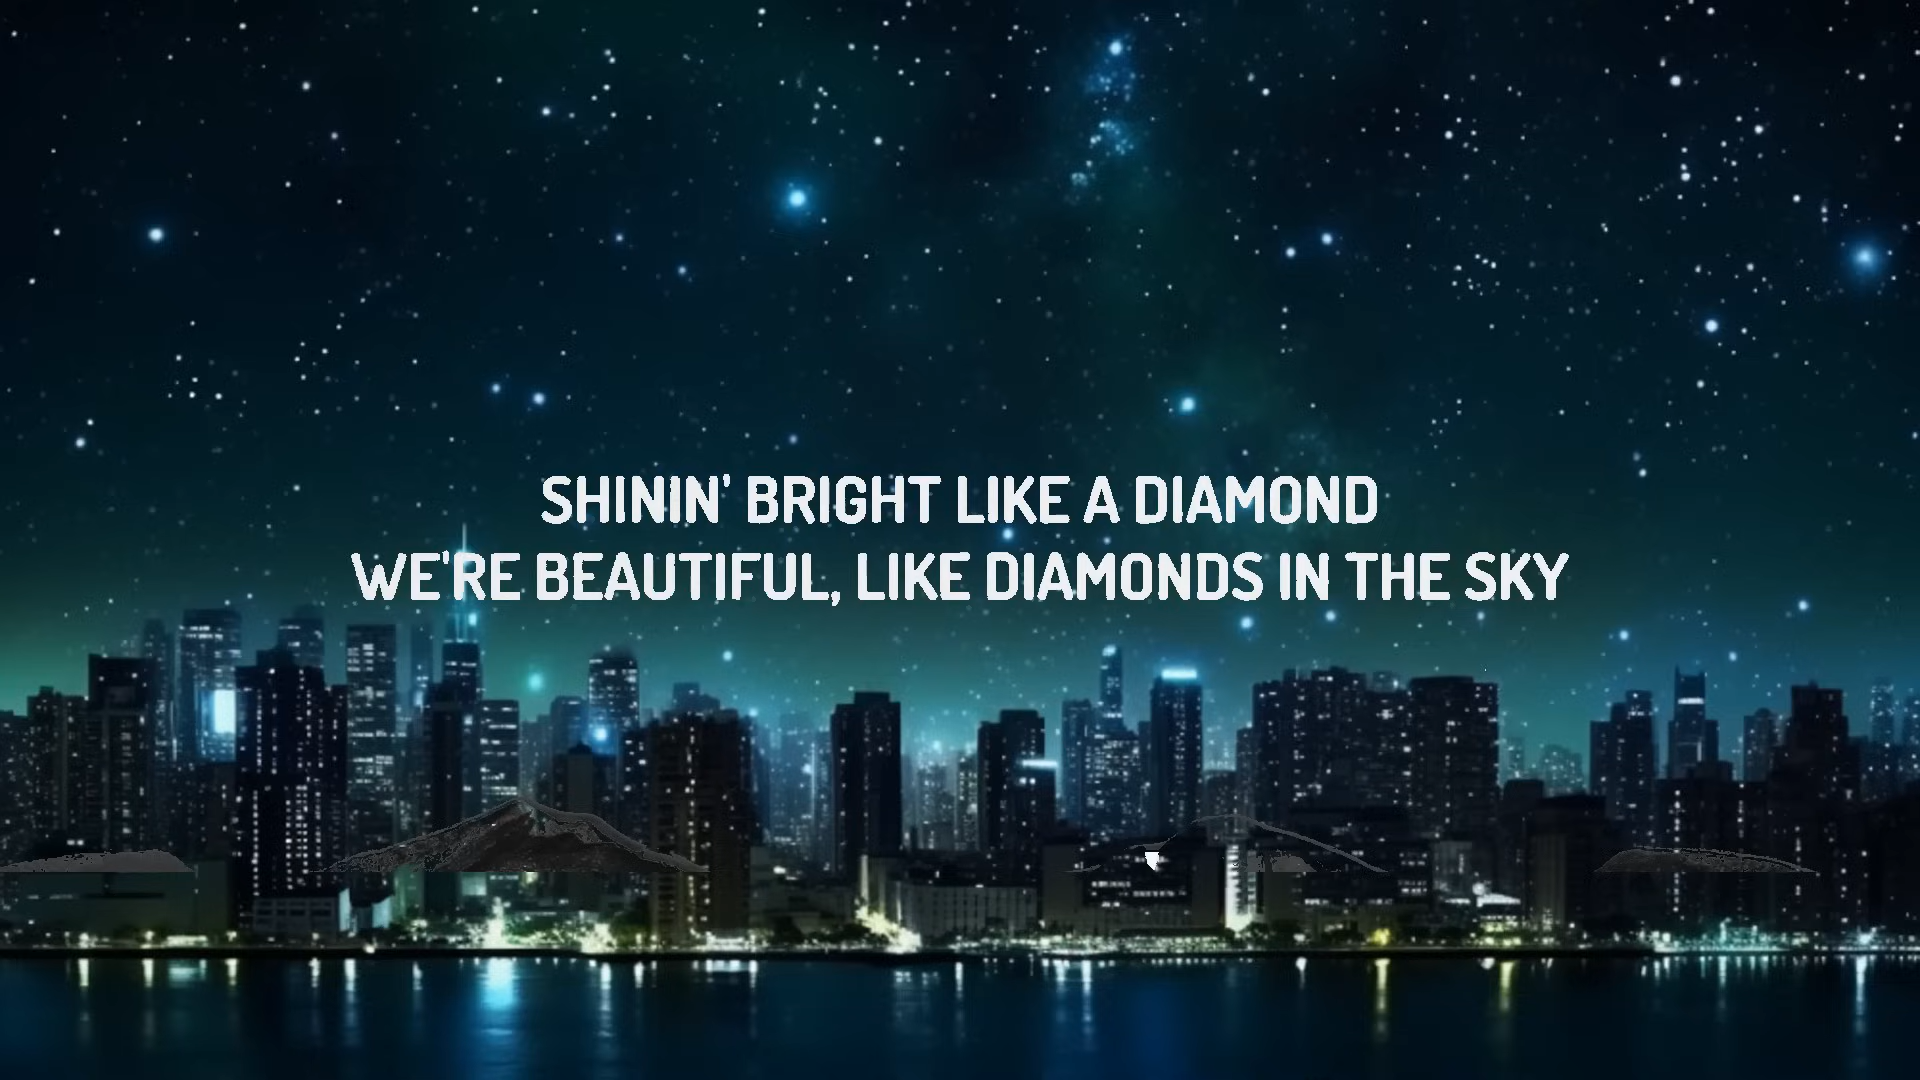 SHININ' BRIGHT LIKE A DIAMOND
WE'RE BEAUTIFUL, LIKE DIAMONDS IN THE SKY